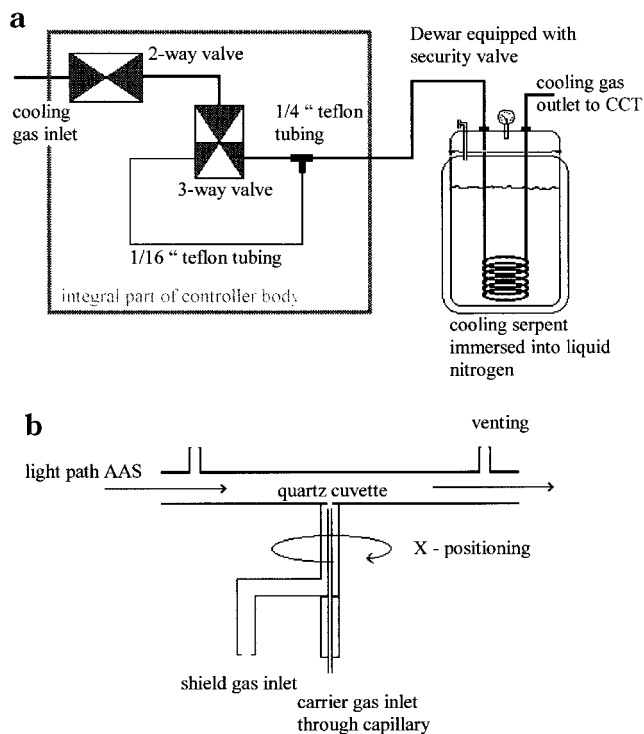 a
2-way valve
cooling
gas inlet
1/4 “ teflon
tubing
3-way valve
1/16 “ teflon tubing
integral part of controller body
Dewar equipped with
security valve
cooling gas
outlet to CCT
cooling serpent
immersed into liquid
nitrogen
b
venting
light path AAS
quartz cuvette
X - positioning
shield gas inlet
carrier gas inlet
through capillary